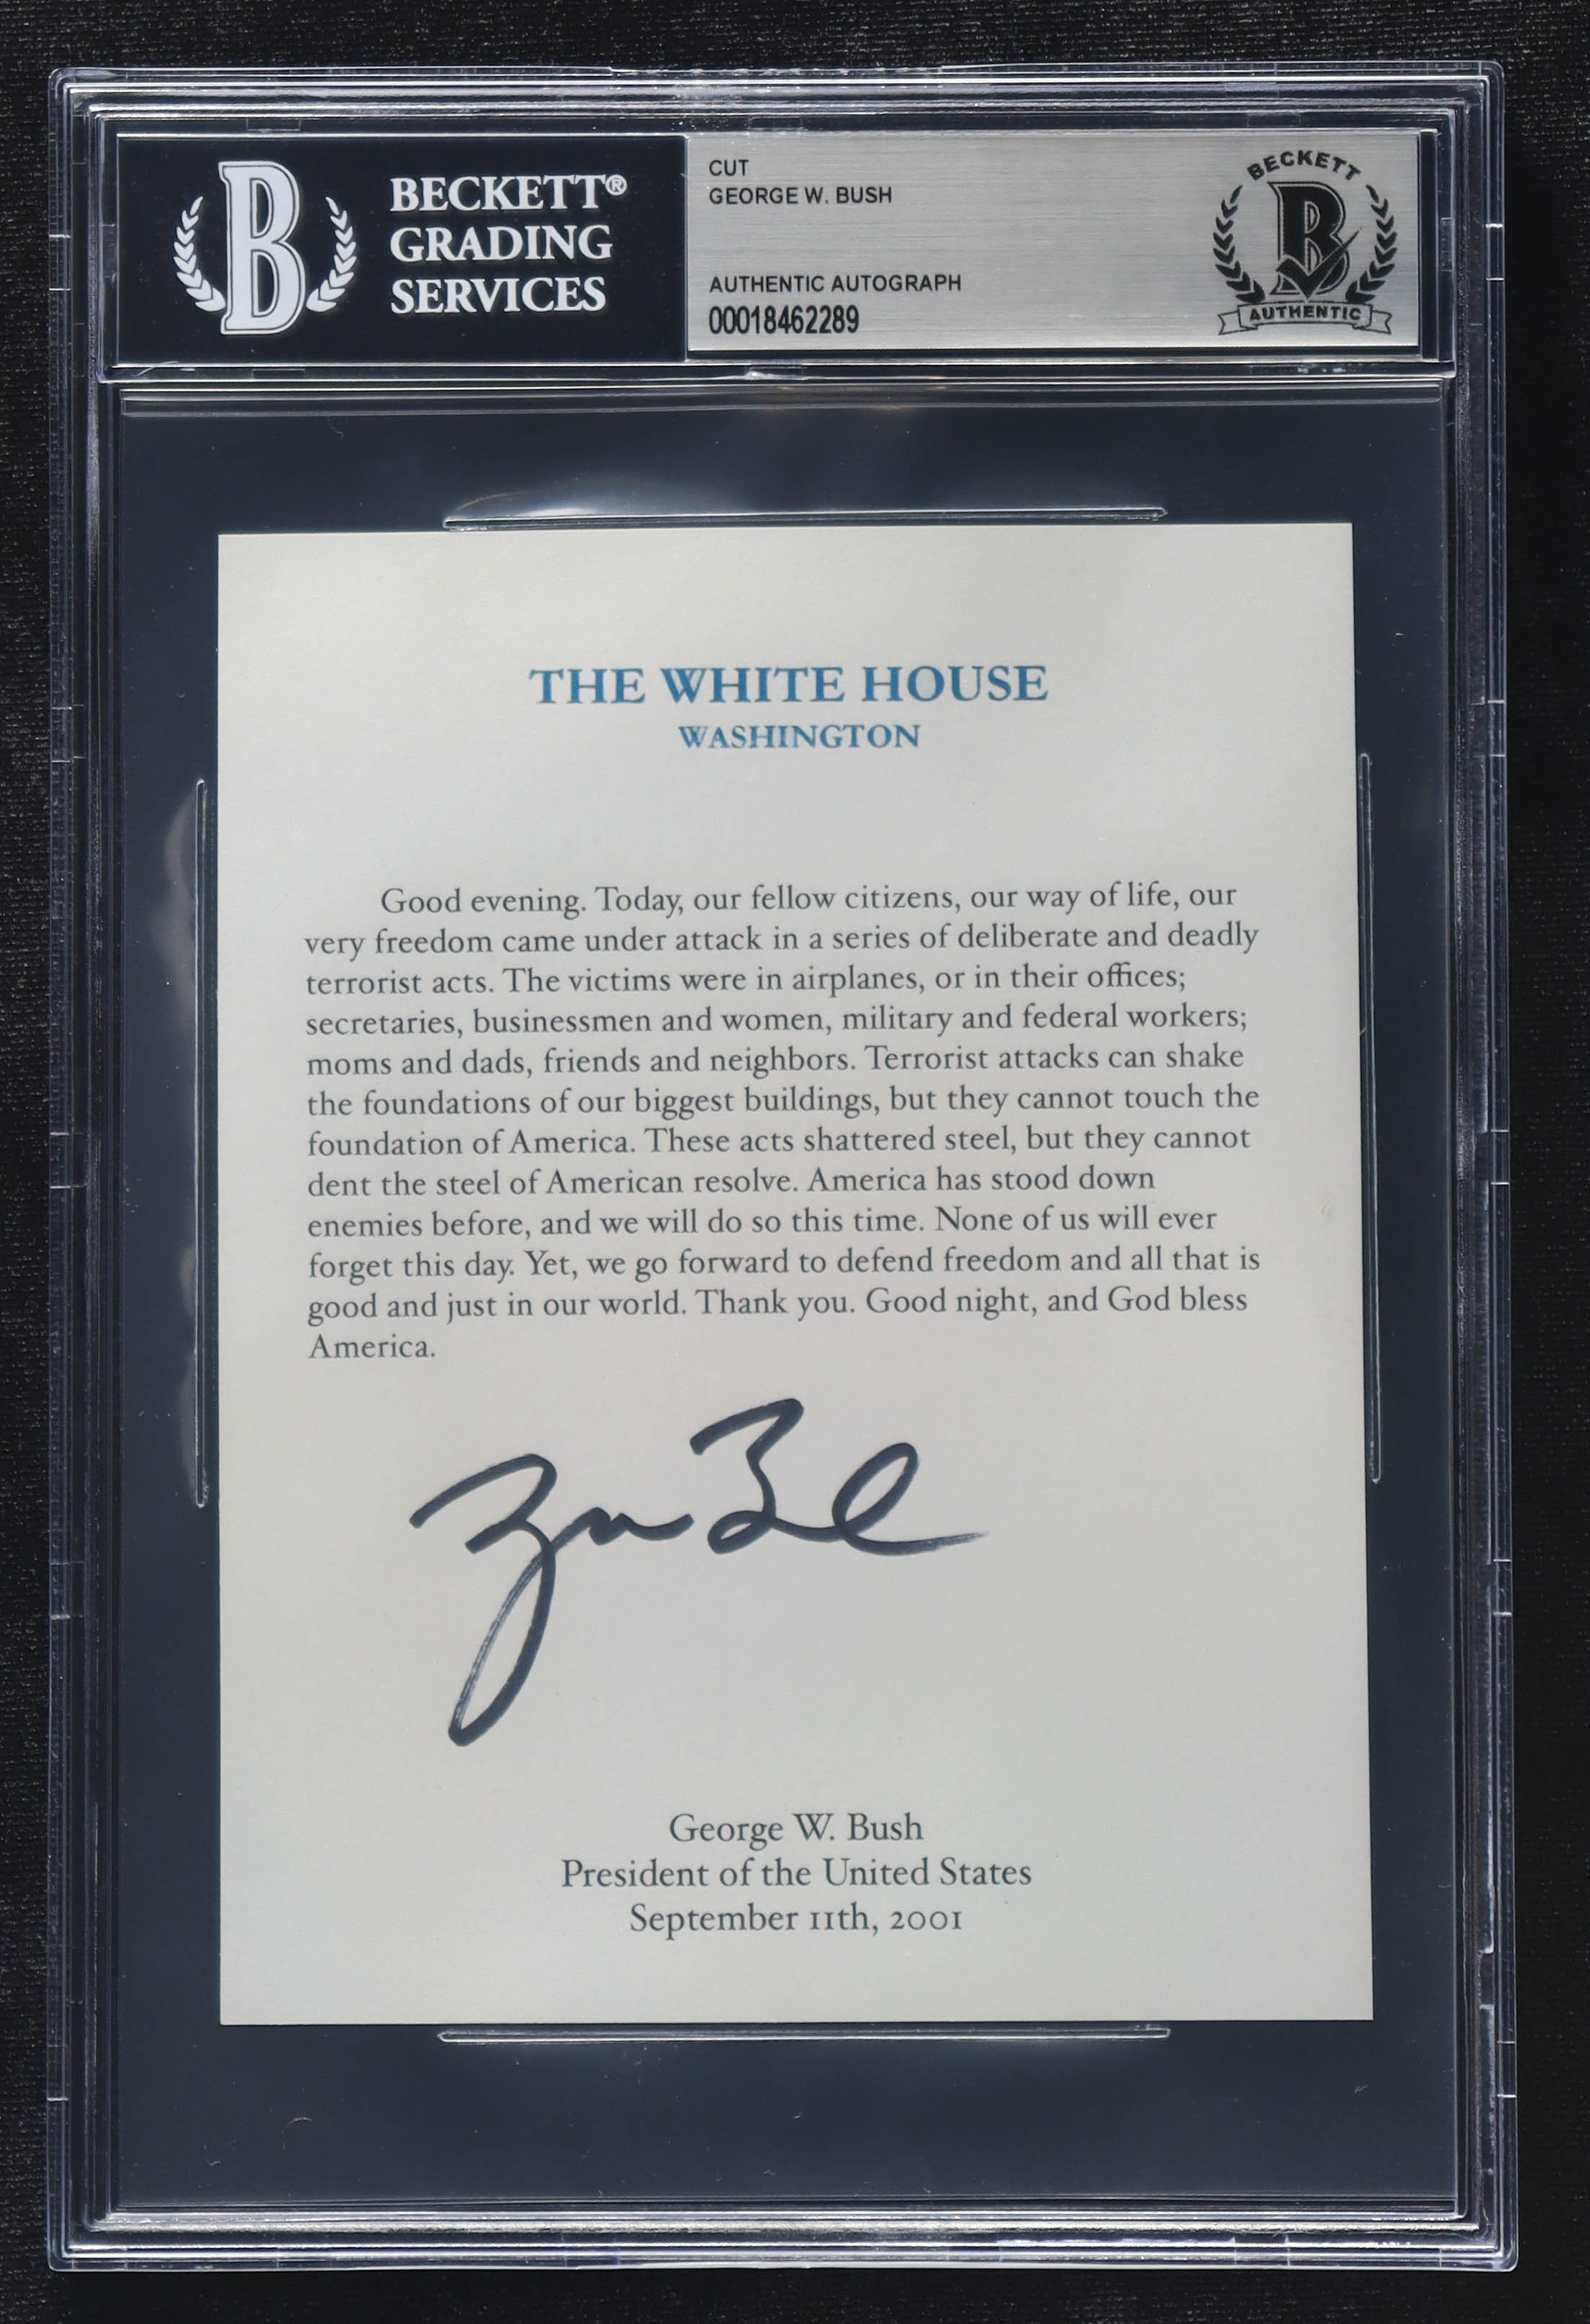 BECKETT®
GRADING
SERVICES
CUT
GEORGE W. BUSH
AUTHENTIC AUTOGRAPH
00018462289
BECKETT
B
AUTHENTIC
B
THE WHITE HOUSE
WASHINGTON
Good evening. Today, our fellow citizens, our way of life, our
very freedom came under attack in a series of deliberate and deadly
terrorist acts. The victims were in airplanes, or in their offices;
secretaries, businessmen and women, military and federal workers;
moms and dads, friends and neighbors. Terrorist attacks can shake
the foundations of our biggest buildings, but they cannot touch the
foundation of America. These acts shattered steel, but they cannot
dent the steel of American resolve. America has stood down
enemies before, and we will do so this time. None of us will ever
forget this day. Yet, we go forward to defend freedom and all that is
good and just in our world. Thank you. Good night, and God bless
America.
George W. Bush
President of the United States
September 11th, 2001